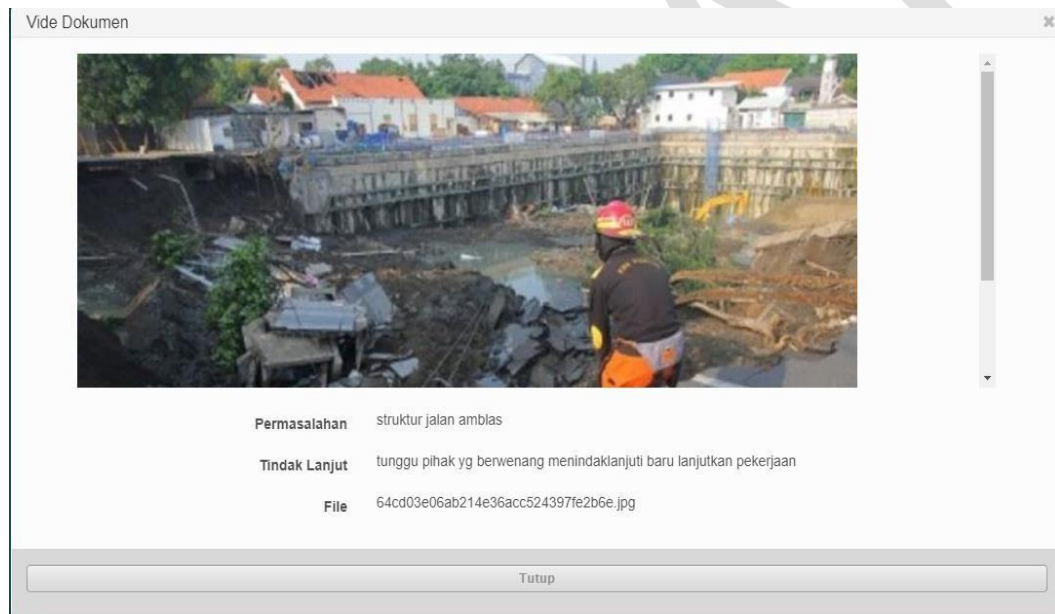 Vide Dokumen
Permasalahan struktur jalan amblas
Tindak Lanjut tunggu pihak yg berwenang menindaklanjuti baru lanjutkan pekerjaan
File 64cd03e06ab214e36acc524397fe2b6e.jpg
Tutup